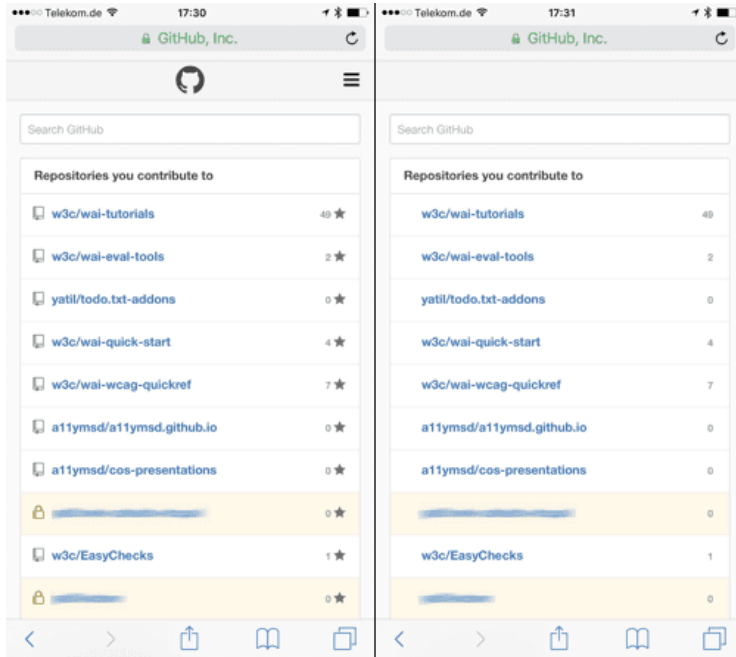 Telekom.de 17:30
GitHub, Inc.
Search GitHub
Repositories you contribute to
w3c/wai-tutorials 49
w3c/wai-eval-tools 2
yatil/todo.txt-addons 0
w3c/wai-quick-start 4
w3c/wai-wcag-quickref 7
a11ymsd/a11ymsd.github.io 0
a11ymsd/cos-presentations 0
0
w3c/EasyChecks 1
0
Telekom.de 17:31
GitHub, Inc.
Search GitHub
Repositories you contribute to
w3c/wai-tutorials 49
w3c/wai-eval-tools 2
yatil/todo.txt-addons 0
w3c/wai-quick-start 4
w3c/wai-wcag-quickref 7
a11ymsd/a11ymsd.github.io 0
a11ymsd/cos-presentations 0
0
w3c/EasyChecks 1
0